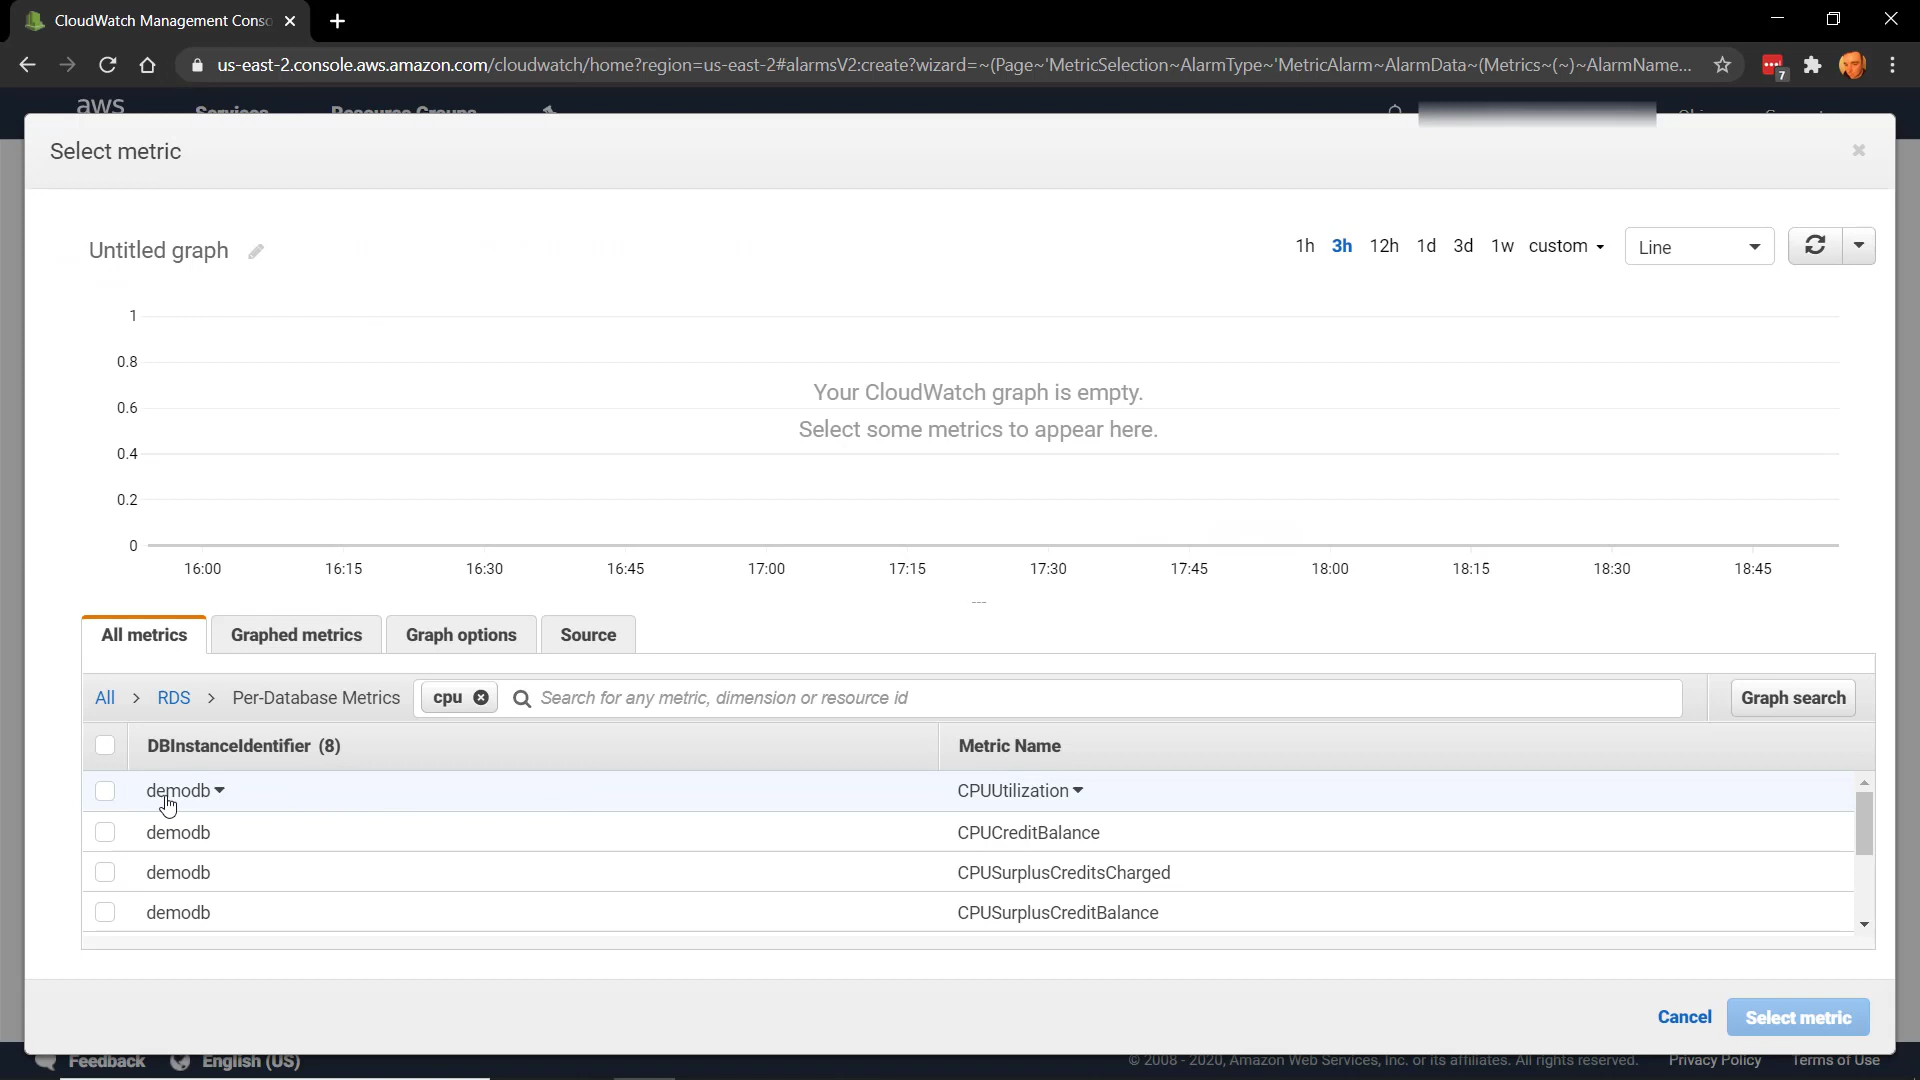 CloudWatch Management Conso
us-east-2.console.aws.amazon.com/cloudwatch/home?region=us-east-2#alarmsV2:create?wizard=~(Page~'MetricSelection~AlarmType~'MetricAlarm~AlarmData~(Metrics~(~)~AlarmName...
7
aws Services Resource Groups
Select metric
Untitled graph
1h 3h 12h 1d 3d 1w custom Line
1
0.8
0.6
0.4
0.2
0
Your CloudWatch graph is empty.
Select some metrics to appear here.
16:00 16:15 16:30 16:45 17:00 17:15 17:30 17:45 18:00 18:15 18:30 18:45
All metrics Graphed metrics Graph options Source
All > RDS > Per-Database Metrics cpu Search for any metric, dimension or resource id Graph search
DBInstanceIdentifier (8) Metric Name
demodb CPUUtilization
demodb CPUCreditBalance
demodb CPUSurplusCreditsCharged
demodb CPUSurplusCreditBalance
Cancel Select metric
Feedback English (US) © 2008 - 2020, Amazon Web Services, Inc. or its affiliates. All rights reserved. Privacy Policy Terms of Use